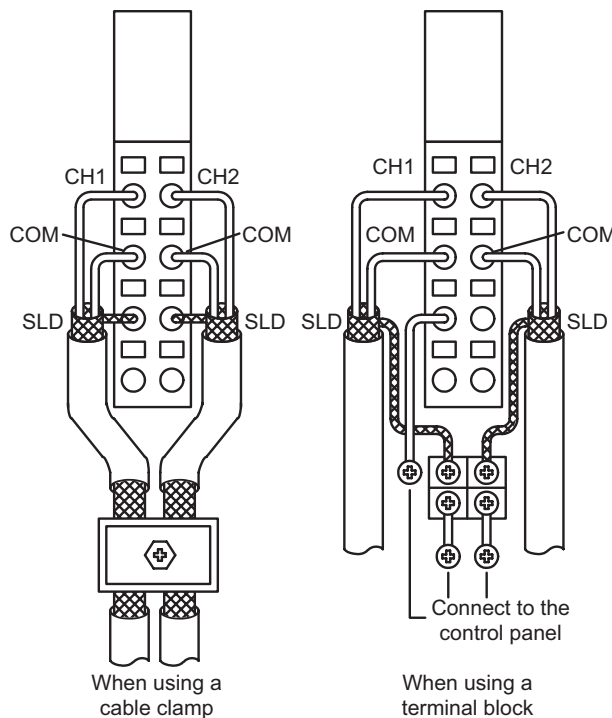 CH1
CH2
COM
COM
SLD
SLD
When using a
cable clamp
CH1
CH2
COM
COM
SLD
SLD
Connect to the
control panel
When using a
terminal block